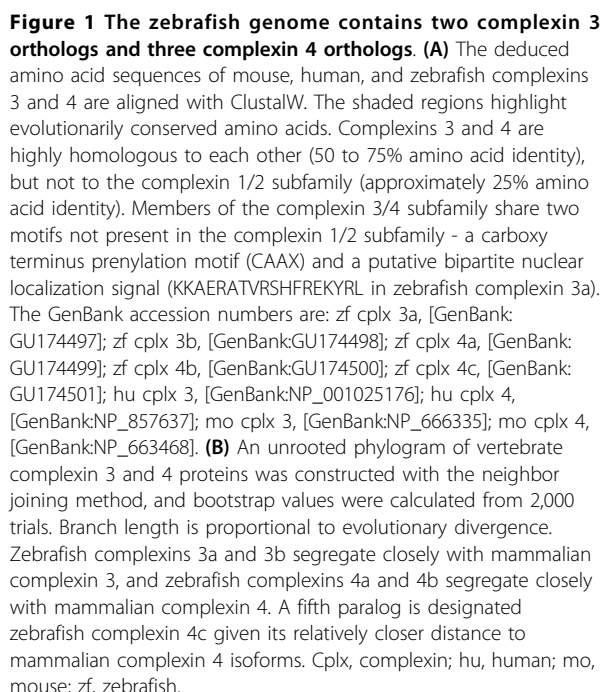 Figure 1 The zebrafish genome contains two complexin 3
orthologs and three complexin 4 orthologs. (A) The deduced
amino acid sequences of mouse, human, and zebrafish complexins
3 and 4 are aligned with ClustalW. The shaded regions highlight
evolutionarily conserved amino acids. Complexins 3 and 4 are
highly homologous to each other (50 to 75% amino acid identity),
but not to the complexin 1/2 subfamily (approximately 25% amino
acid identity). Members of the complexin 3/4 subfamily share two
motifs not present in the complexin 1/2 subfamily - a carboxy
terminus prenylation motif (CAAX) and a putative bipartite nuclear
localization signal (KKAERATVRSHFREKYRL in zebrafish complexin 3a).
The GenBank accession numbers are: zf cplx 3a, [GenBank:
GU174497]; zf cplx 3b, [GenBank:GU174498]; zf cplx 4a, [GenBank:
GU174499]; zf cplx 4b, [GenBank:GU174500]; zf cplx 4c, [GenBank:
GU174501]; hu cplx 3, [GenBank:NP_001025176]; hu cplx 4,
[GenBank:NP_857637]; mo cplx 3, [GenBank:NP_666335]; mo cplx 4,
[GenBank:NP_663468]. (B) An unrooted phylogram of vertebrate
complexin 3 and 4 proteins was constructed with the neighbor
joining method, and bootstrap values were calculated from 2,000
trials. Branch length is proportional to evolutionary divergence.
Zebrafish complexins 3a and 3b segregate closely with mammalian
complexin 3, and zebrafish complexins 4a and 4b segregate closely
with mammalian complexin 4. A fifth paralog is designated
zebrafish complexin 4c given its relatively closer distance to
mammalian complexin 4 isoforms. Cplx, complexin; hu, human; mo,
mouse; zf, zebrafish.